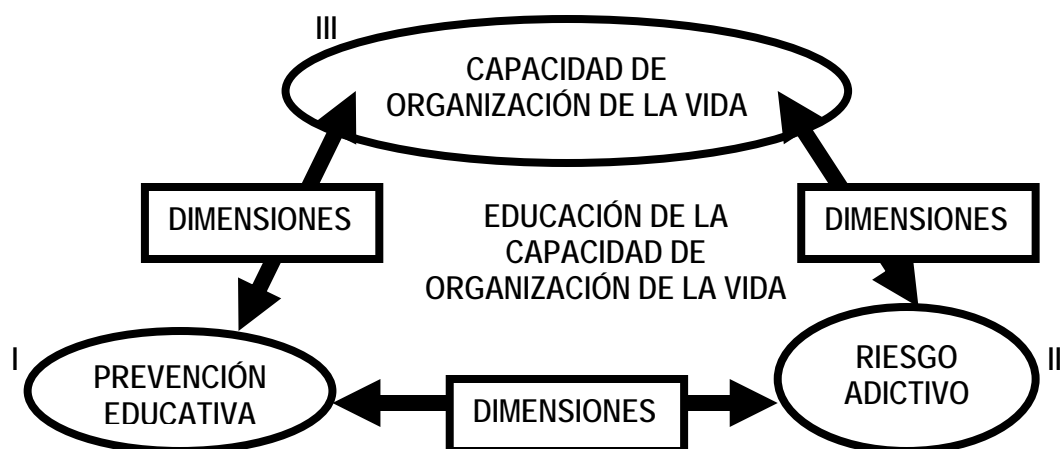 III
CAPACIDAD DE
ORGANIZACIÓN DE LA VIDA
DIMENSIONES
EDUCACIÓN DE LA
CAPACIDAD DE
ORGANIZACIÓN DE LA VIDA
DIMENSIONES
I
PREVENCIÓN
EDUCATIVA
DIMENSIONES
RIESGO
ADICTIVO
II